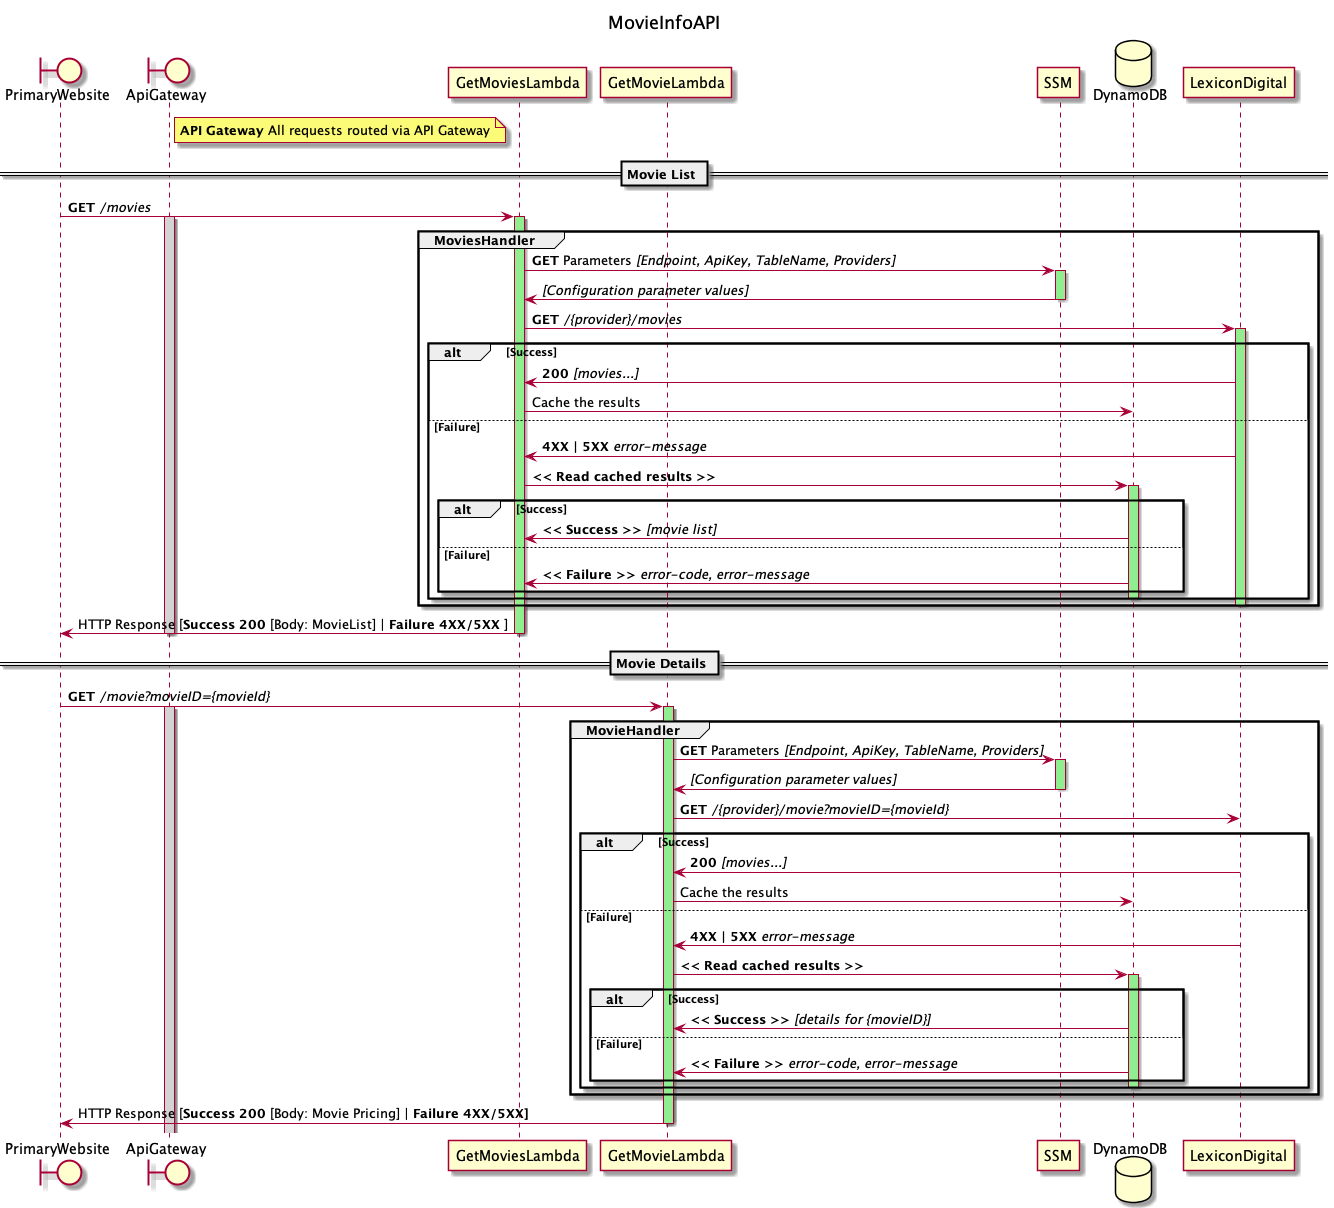 MovieInfoAPI
PrimaryWebsite
ApiGateway
GetMoviesLambda
GetMovieLambda
SSM
DynamoDB
LexiconDigital
API Gateway All requests routed via API Gateway
Movie List
GET /movies
MoviesHandler
GET Parameters [Endpoint, ApiKey, TableName, Providers]
[Configuration parameter values]
GET /{provider}/movies
alt [Success]
200 [movies...]
Cache the results
[Failure]
4XX | 5XX error-message
<< Read cached results >>
alt [Success]
<< Success >> [movie list]
[Failure]
<< Failure >> error-code, error-message
HTTP Response [Success 200 [Body: MovieList] | Failure 4XX/5XX ]
Movie Details
GET /movie?movieID={movieId}
MovieHandler
GET Parameters [Endpoint, ApiKey, TableName, Providers]
[Configuration parameter values]
GET /{provider}/movie?movieID={movieId}
alt [Success]
200 [movies...]
Cache the results
[Failure]
4XX | 5XX error-message
<< Read cached results >>
alt [Success]
<< Success >> [details for {movieID}]
[Failure]
<< Failure >> error-code, error-message
HTTP Response [Success 200 [Body: Movie Pricing] | Failure 4XX/5XX]
PrimaryWebsite
ApiGateway
GetMoviesLambda
GetMovieLambda
SSM
DynamoDB
LexiconDigital